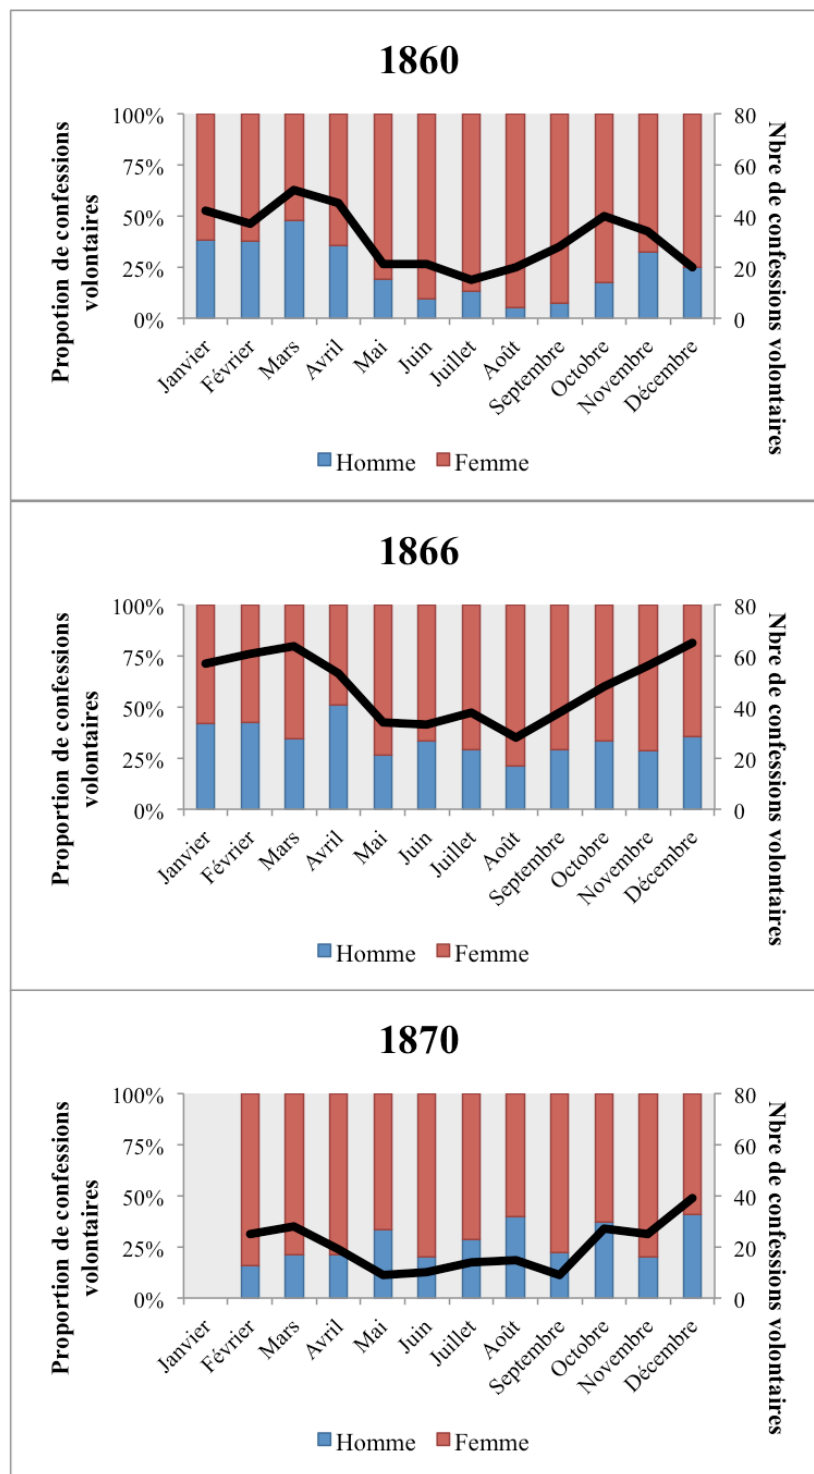 1860
Propotion de confessions
volontaires
100%
75%
50%
25%
0%
80
60
40
20
0
Nbre de confessions volontaires
Janvier
Février
Mars
Avril
Mai
Juin
Juillet
Août
Septembre
Octobre
Novembre
Décembre
Homme Femme
1866
Proportion de confessions
volontaires
100%
75%
50%
25%
0%
80
60
40
20
0
Nbre de confessions volontaires
Janvier
Février
Mars
Avril
Mai
Juin
Juillet
Août
Septembre
Octobre
Novembre
Décembre
Homme Femme
1870
Proportion de confessions
volontaires
100%
75%
50%
25%
0%
80
60
40
20
0
Nbre de confessions volontaires
Janvier
Février
Mars
Avril
Mai
Juin
Juillet
Août
Septembre
Octobre
Novembre
Décembre
Homme Femme